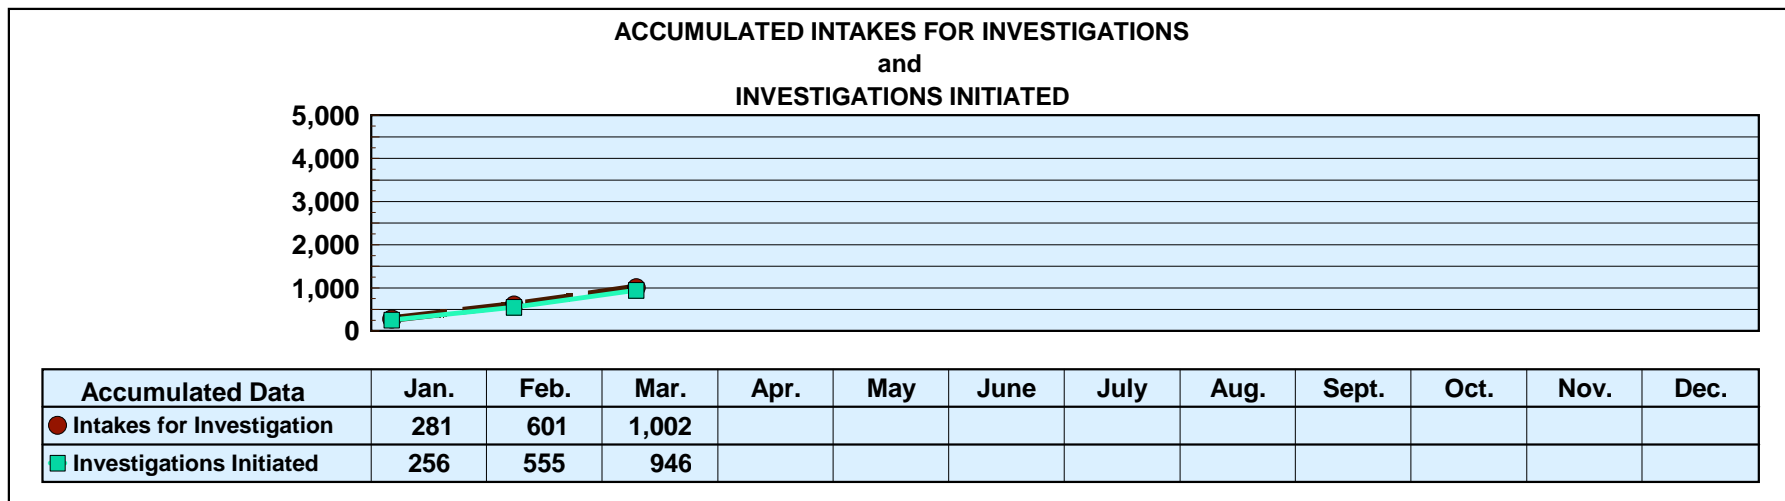 ACCUMULATED INTAKES FOR INVESTIGATIONS
and
INVESTIGATIONS INITIATED
5,000
4,000
3,000
2,000
1,000
0
Accumulated Data Jan. Feb. Mar. Apr. May June July Aug. Sept. Oct. Nov. Dec.
Intakes for Investigation 281 601 1,002
Investigations Initiated 256 555 946